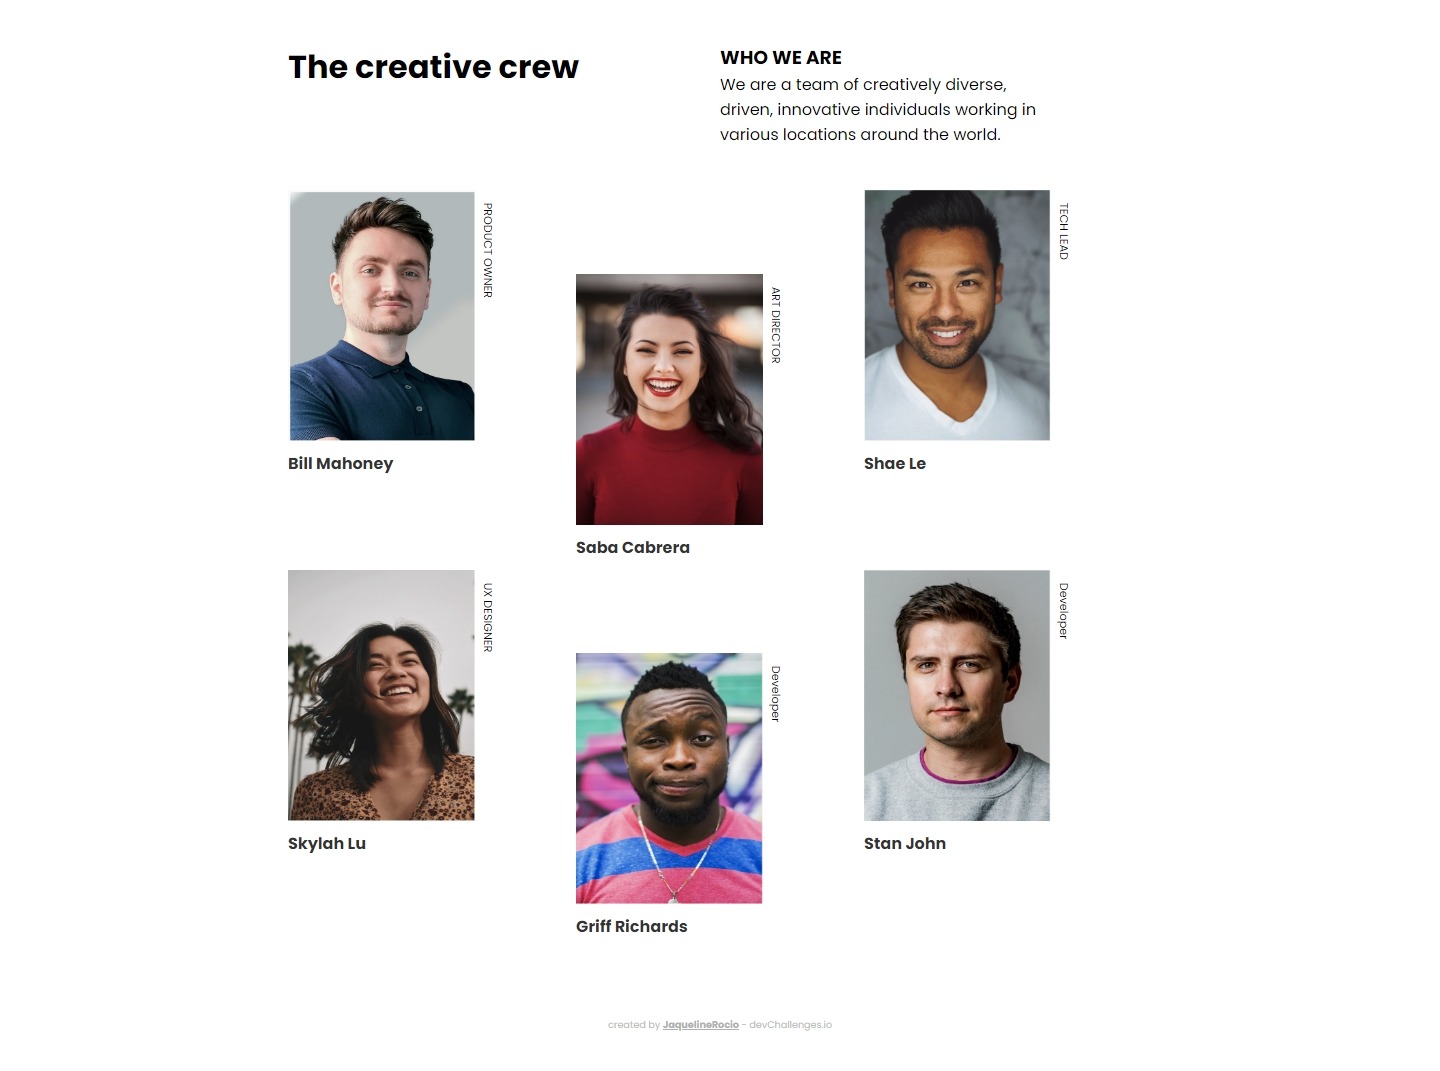 The creative crew
WHO WE ARE
We are a team of creatively diverse,
driven, innovative individuals working in
various locations around the world.
PRODUCT OWNER
Bill Mahoney
ART DIRECTOR
Saba Cabrera
TECH LEAD
Shae Le
UX DESIGNER
Skylah Lu
Developer
Griff Richards
Developer
Stan John
created by JaquelineRocio - devChallenges.io